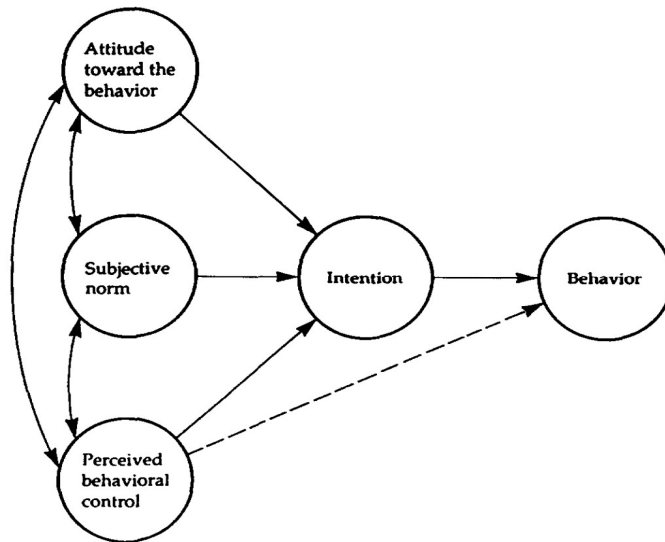 Attitude
toward the
behavior
Subjective
norm
Intention
Behavior
Perceived
behavioral
control